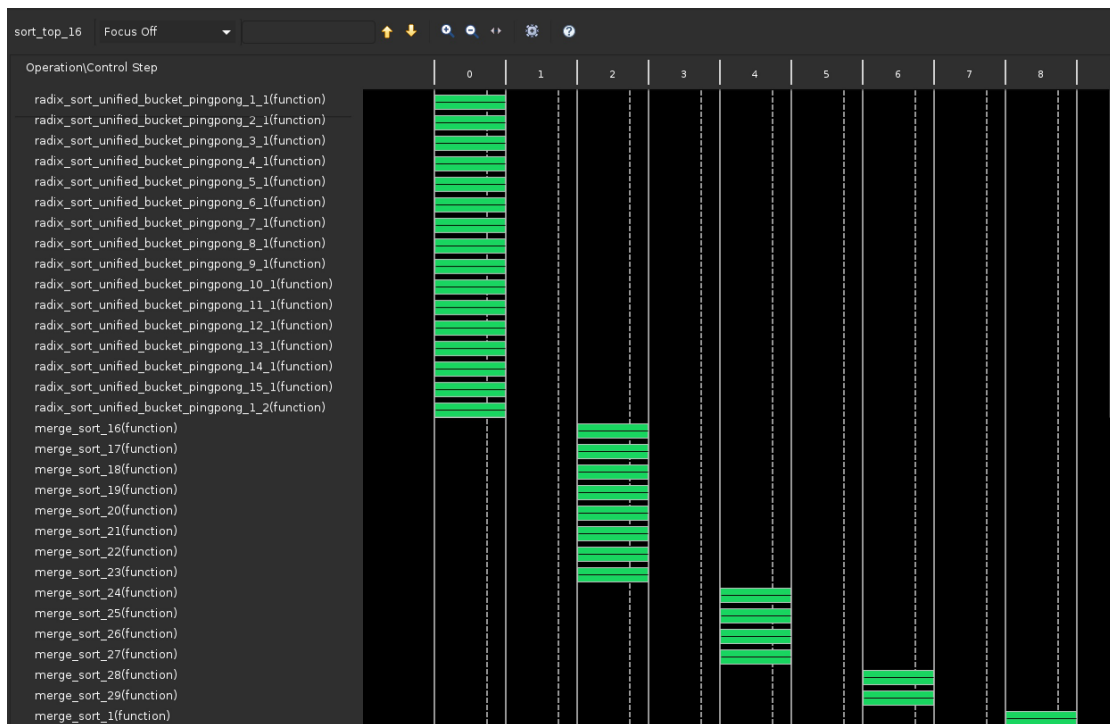 sort_top_16 Focus Off
Operation\Control Step 0 1 2 3 4 5 6 7 8
radix_sort_unified_bucket_pingpong_1_1(function)
radix_sort_unified_bucket_pingpong_2_1(function)
radix_sort_unified_bucket_pingpong_3_1(function)
radix_sort_unified_bucket_pingpong_4_1(function)
radix_sort_unified_bucket_pingpong_5_1(function)
radix_sort_unified_bucket_pingpong_6_1(function)
radix_sort_unified_bucket_pingpong_7_1(function)
radix_sort_unified_bucket_pingpong_8_1(function)
radix_sort_unified_bucket_pingpong_9_1(function)
radix_sort_unified_bucket_pingpong_10_1(function)
radix_sort_unified_bucket_pingpong_11_1(function)
radix_sort_unified_bucket_pingpong_12_1(function)
radix_sort_unified_bucket_pingpong_13_1(function)
radix_sort_unified_bucket_pingpong_14_1(function)
radix_sort_unified_bucket_pingpong_15_1(function)
radix_sort_unified_bucket_pingpong_1_2(function)
merge_sort_16(function)
merge_sort_17(function)
merge_sort_18(function)
merge_sort_19(function)
merge_sort_20(function)
merge_sort_21(function)
merge_sort_22(function)
merge_sort_23(function)
merge_sort_24(function)
merge_sort_25(function)
merge_sort_26(function)
merge_sort_27(function)
merge_sort_28(function)
merge_sort_29(function)
merge_sort_1(function)